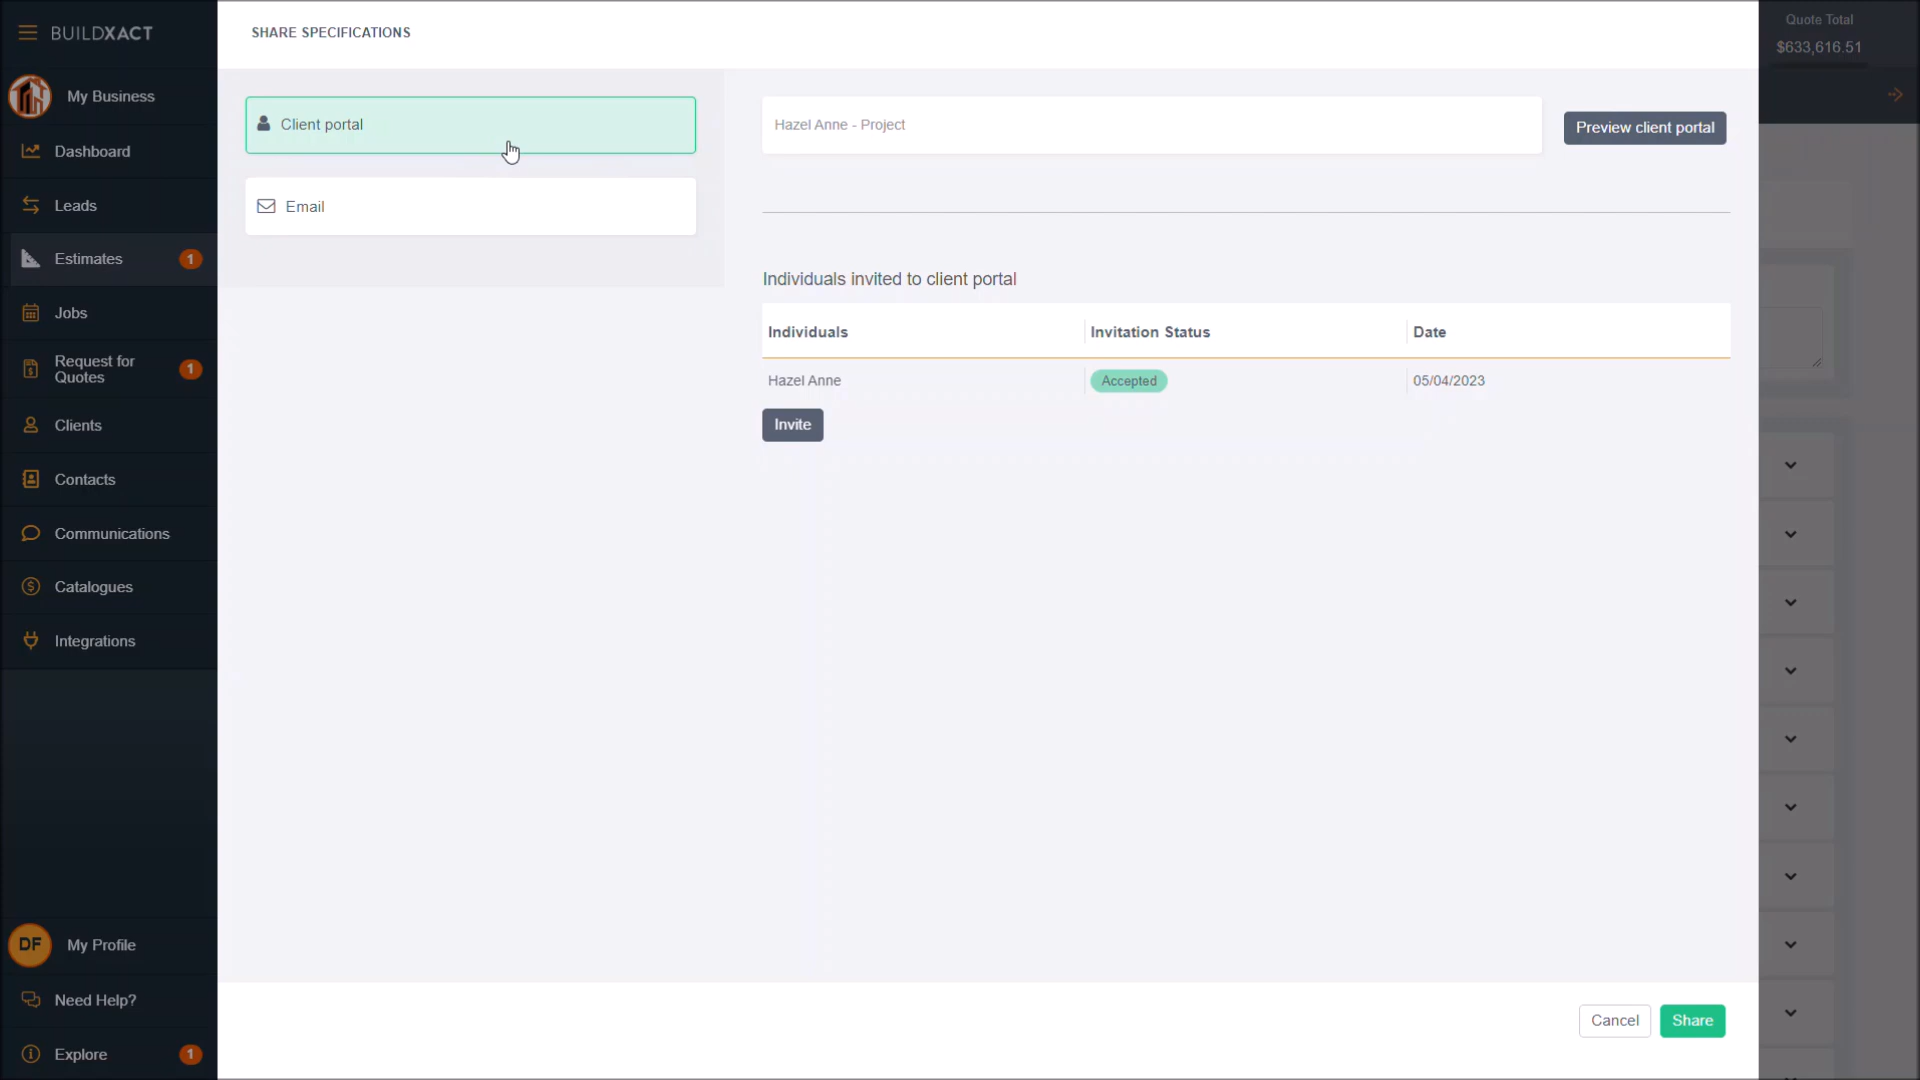 BUILDXACT
My Business
Dashboard
Leads
Estimates 1
Jobs
Request for
Quotes 1
Clients
Contacts
Communications
Catalogues
Integrations
DF My Profile
Need Help?
Explore 1
SHARE SPECIFICATIONS
Client portal
Email
Hazel Anne - Project
Preview client portal
Individuals invited to client portal
Individuals Invitation Status Date
Hazel Anne Accepted 05/04/2023
Invite
Cancel Share
Quote Total
$633,616.51